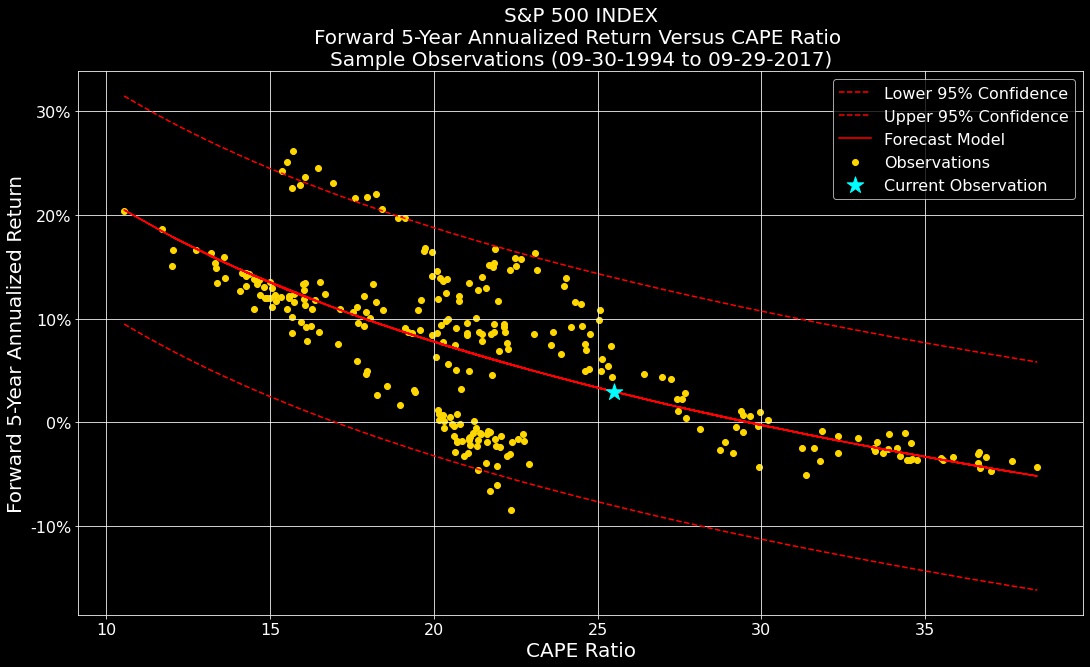 S&P 500 INDEX
Forward 5-Year Annualized Return Versus CAPE Ratio
Sample Observations (09-30-1994 to 09-29-2017)
Lower 95% Confidence
Upper 95% Confidence
Forecast Model
Observations
Current Observation
Forward 5-Year Annualized Return
30%
20%
10%
0%
-10%
10 15 20 25 30 35
CAPE Ratio